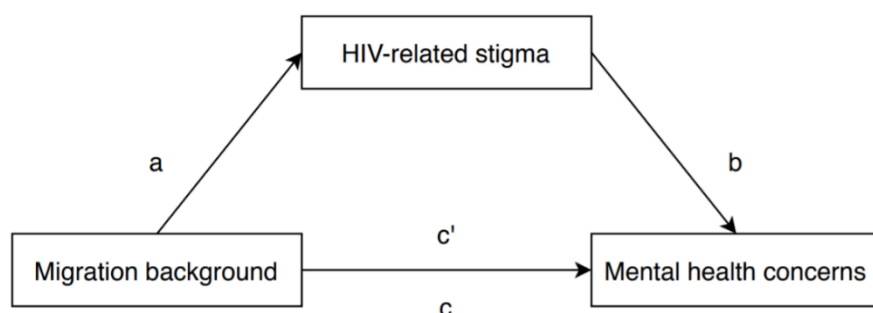 HIV-related stigma
a
b
c'
Migration background
Mental health concerns
c